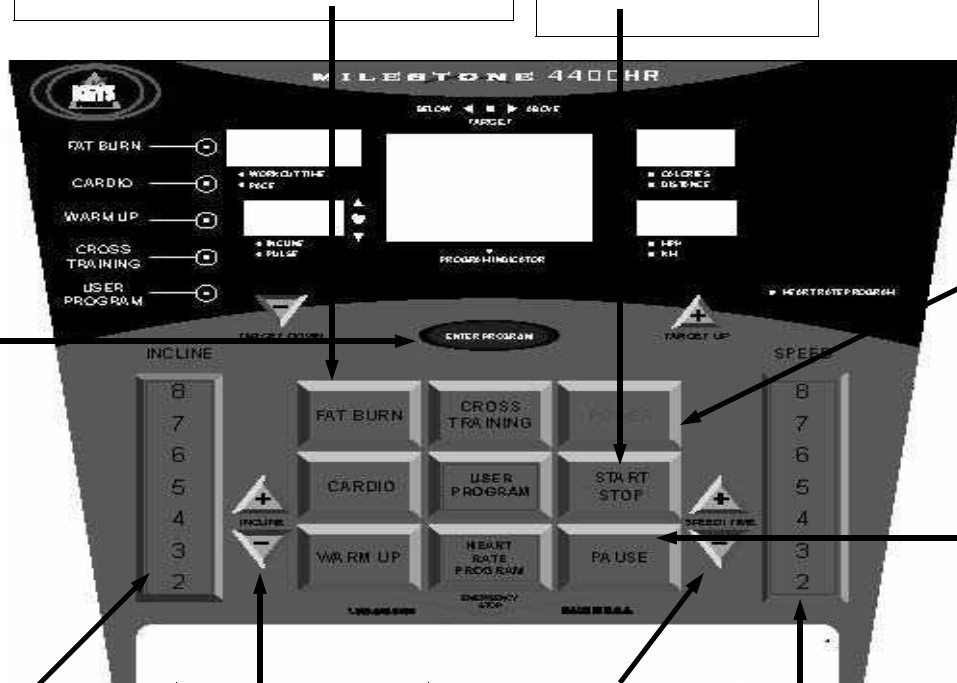 KEYS
MILESTONE 4400HR
BELOW ABOVE
TARGET
FAT BURN
CARDIO
WARM UP
CROSS
TRAINING
USER
PROGRAM
WORKOUT TIME
PACE
INCLINE
PULSE
PROGRAM INDICATOR
CALORIES
DISTANCE
MPH
KM
HEART RATE PROGRAM
TARGET DOWN
ENTER PROGRAM
TARGET UP
INCLINE
8
7
6
5
4
3
2
+
INCLINE
−
FAT BURN
CROSS
TRAINING
POWER
CARDIO
USER
PROGRAM
START
STOP
WARM UP
HEART
RATE
PROGRAM
PAUSE
EMERGENCY
STOP
+
SPEED/TIME
−
SPEED
8
7
6
5
4
3
2